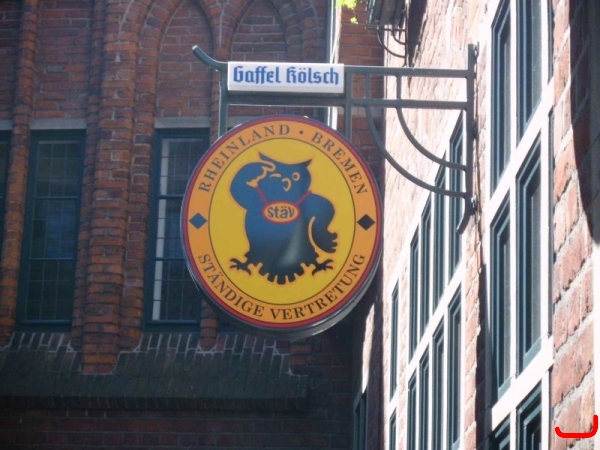 Gaffel Kölsch
RHEINLAND · BREMEN
stäv
STÄNDIGE VERTRETUNG